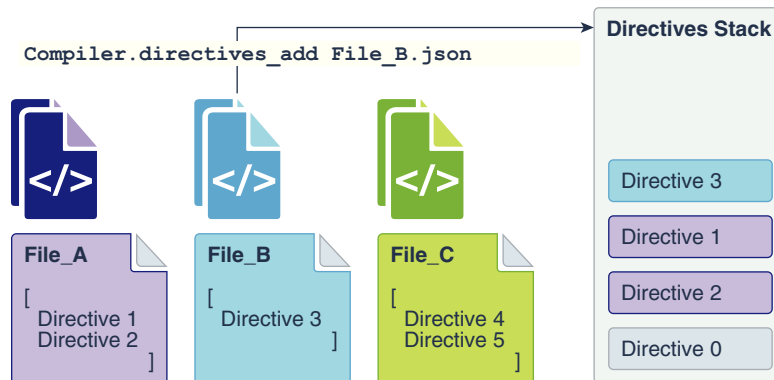 Directives Stack
Compiler.directives_add File_B.json
</>
</>
</>
File_A
[
Directive 1
Directive 2
]
File_B
[
Directive 3
]
File_C
[
Directive 4
Directive 5
]
Directive 3
Directive 1
Directive 2
Directive 0